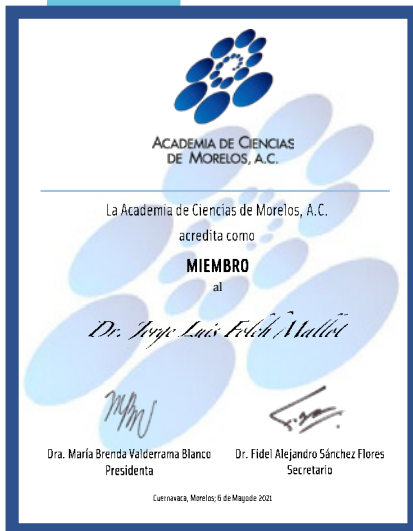 ACADEMIA DE CIENCIAS
DE MORELOS, A.C.
La Academia de Ciencias de Morelos, A.C.
acredita como
MIEMBRO
al
Dr. Jorge Luis Folch Mallol
Dra. María Brenda Valderrama Blanco
Dr. Fidel Alejandro Sánchez Flores
Presidenta
Secretario
Cuernavaca, Morelos; 6 de Mayode 2021